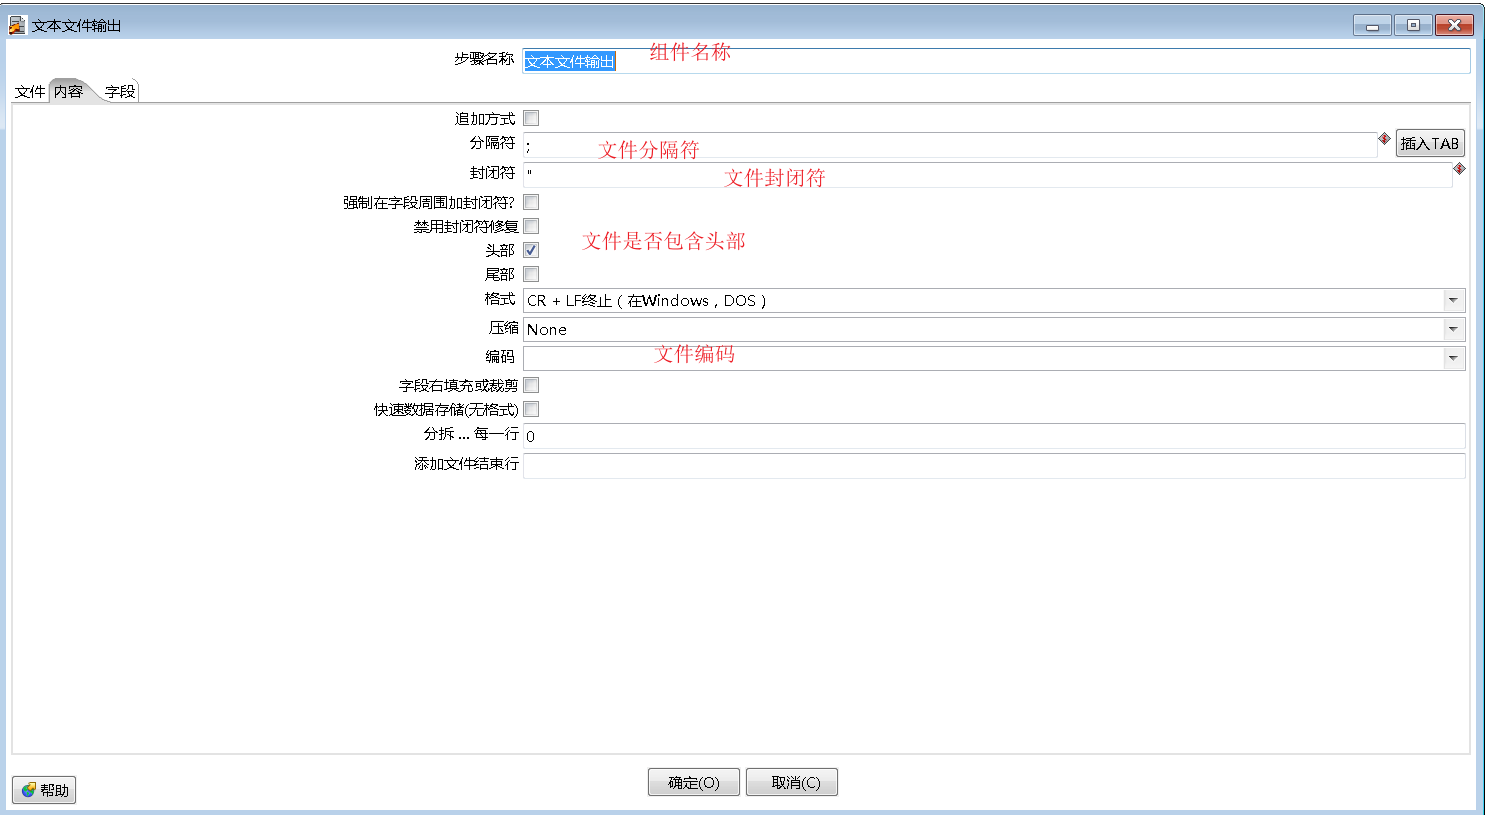 文本文件输出
步骤名称 文本文件输出 组件名称
文件 内容 字段
追加方式
分隔符 ; 文件分隔符 插入TAB
封闭符 " 文件封闭符
强制在字段周围加封闭符?
禁用封闭符修复
头部 文件是否包含头部
尾部
格式 CR + LF终止 ( 在Windows , DOS )
压缩 None
编码 文件编码
字段右填充或裁剪
快速数据存储(无格式)
分拆 ... 每一行 0
添加文件结束行
帮助 确定(O) 取消(C)